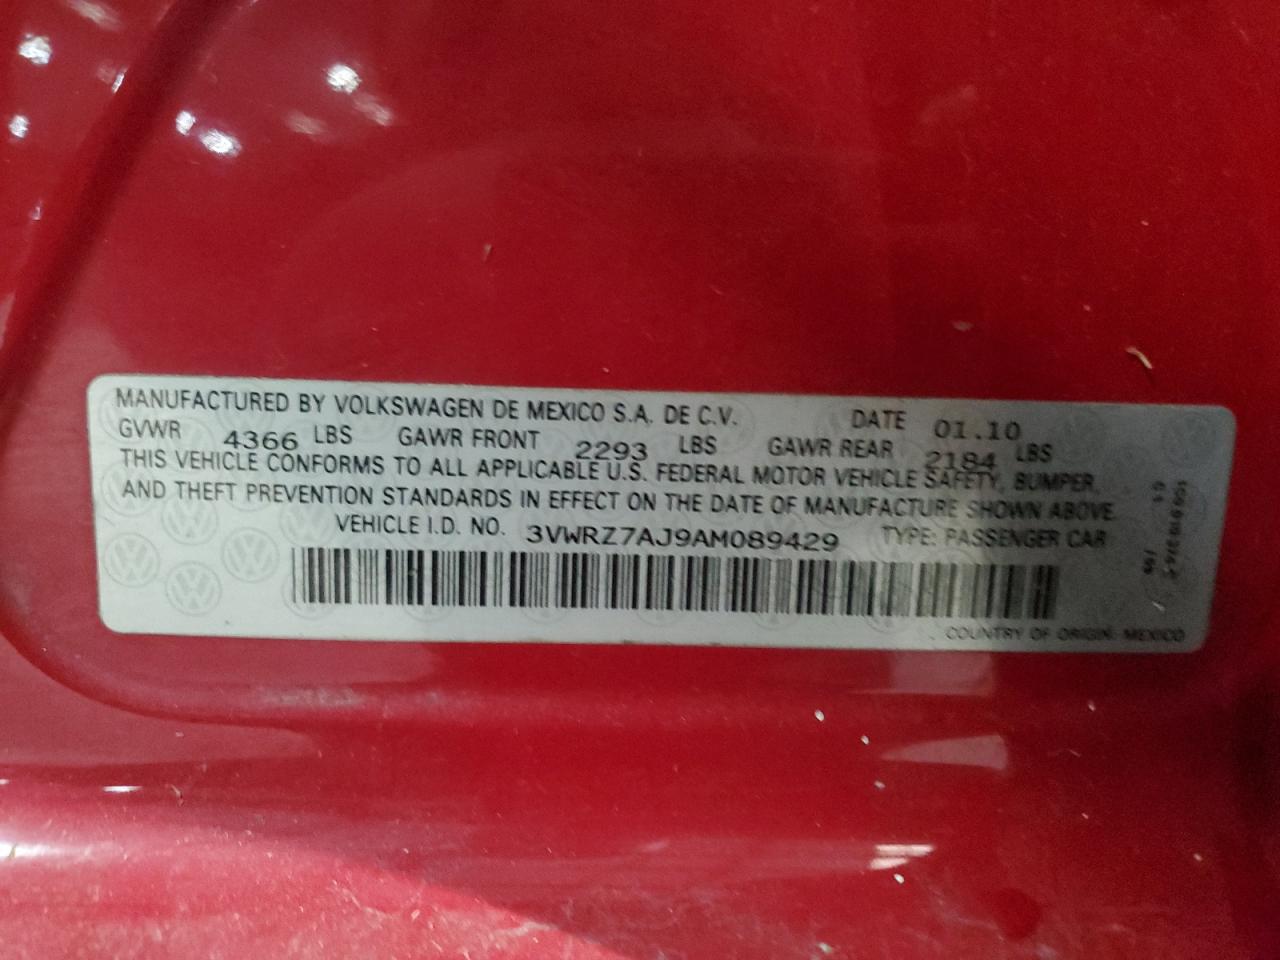 MANUFACTURED BY VOLKSWAGEN DE MEXICO S.A. DE C.V. DATE 01.10
GVWR 4366 LBS GAWR FRONT 2293 LBS GAWR REAR 2184 LBS
THIS VEHICLE CONFORMS TO ALL APPLICABLE U.S. FEDERAL MOTOR VEHICLE SAFETY, BUMPER,
AND THEFT PREVENTION STANDARDS IN EFFECT ON THE DATE OF MANUFACTURE SHOWN ABOVE.
VEHICLE I.D. NO. 3VWRZ7AJ9AM089429 TYPE: PASSENGER CAR
COUNTRY OF ORIGIN: MEXICO